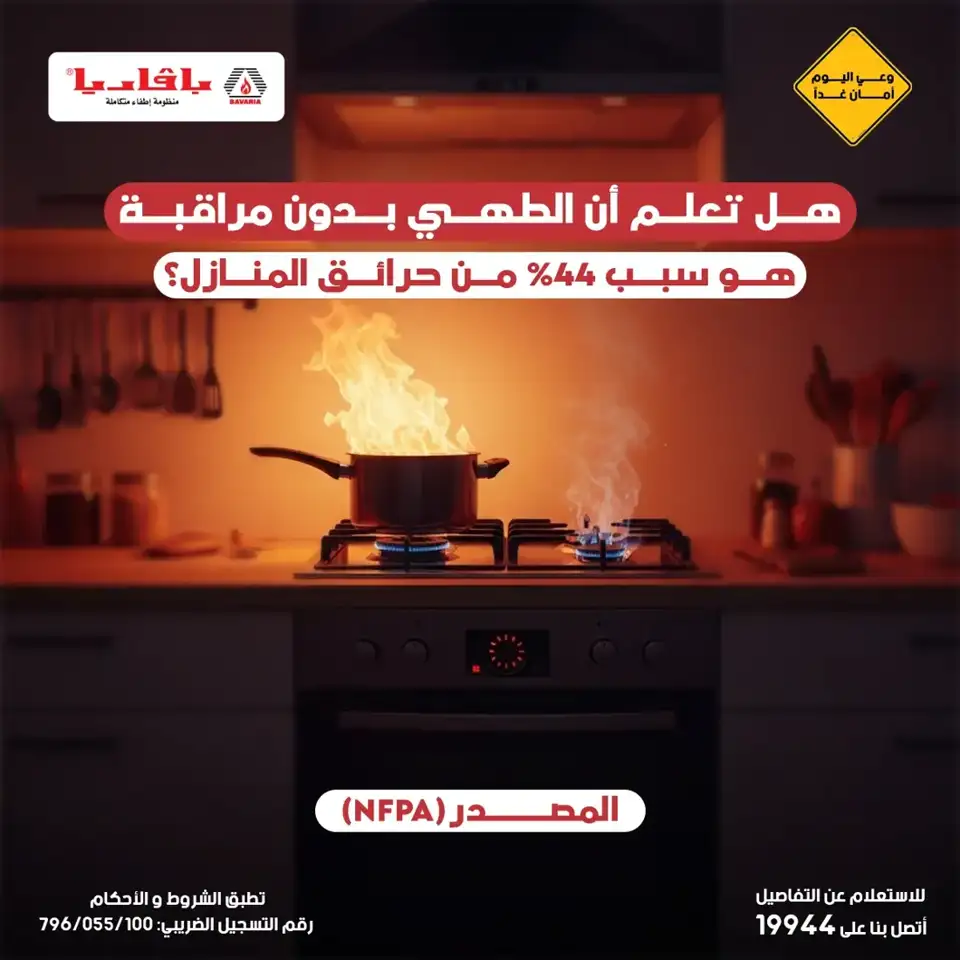 بافاريا®
منظومة إطفاء متكاملة
BAVARIA
وعي اليوم
أمان غداً
هل تعلم أن الطهي بدون مراقبة
هو سبب 44% من حرائق المنازل؟
المصدر (NFPA)
للاستعلام عن التفاصيل
أتصل بنا على 19944
تطبق الشروط و الأحكام
رقم التسجيل الضريبي: 796/055/100